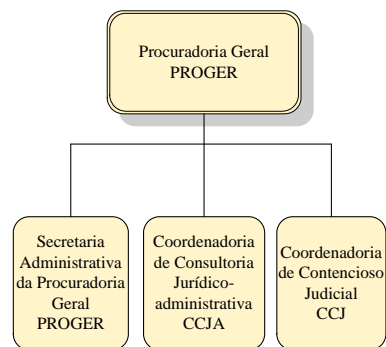 Procuradoria Geral
PROGER
Secretaria
Administrativa
da Procuradoria
Geral
PROGER
Coordenadoria
de Consultoria
Jurídico-
administrativa
CCJA
Coordenadoria
de Contencioso
Judicial
CCJ